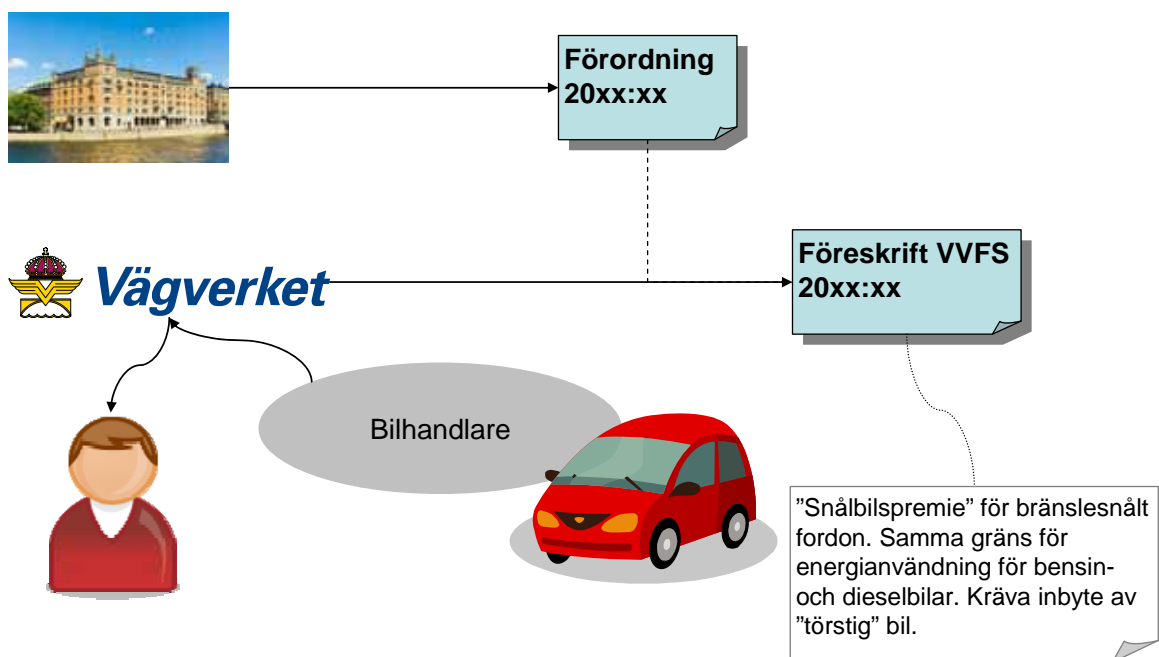 Förordning
20xx:xx
Vägverket
Föreskrift VVFS
20xx:xx
Bilhandlare
”Snålbilspremie” för bränslesnålt
fordon. Samma gräns för
energianvändning för bensin-
och dieselbilar. Kräva inbyte av
”törstig” bil.